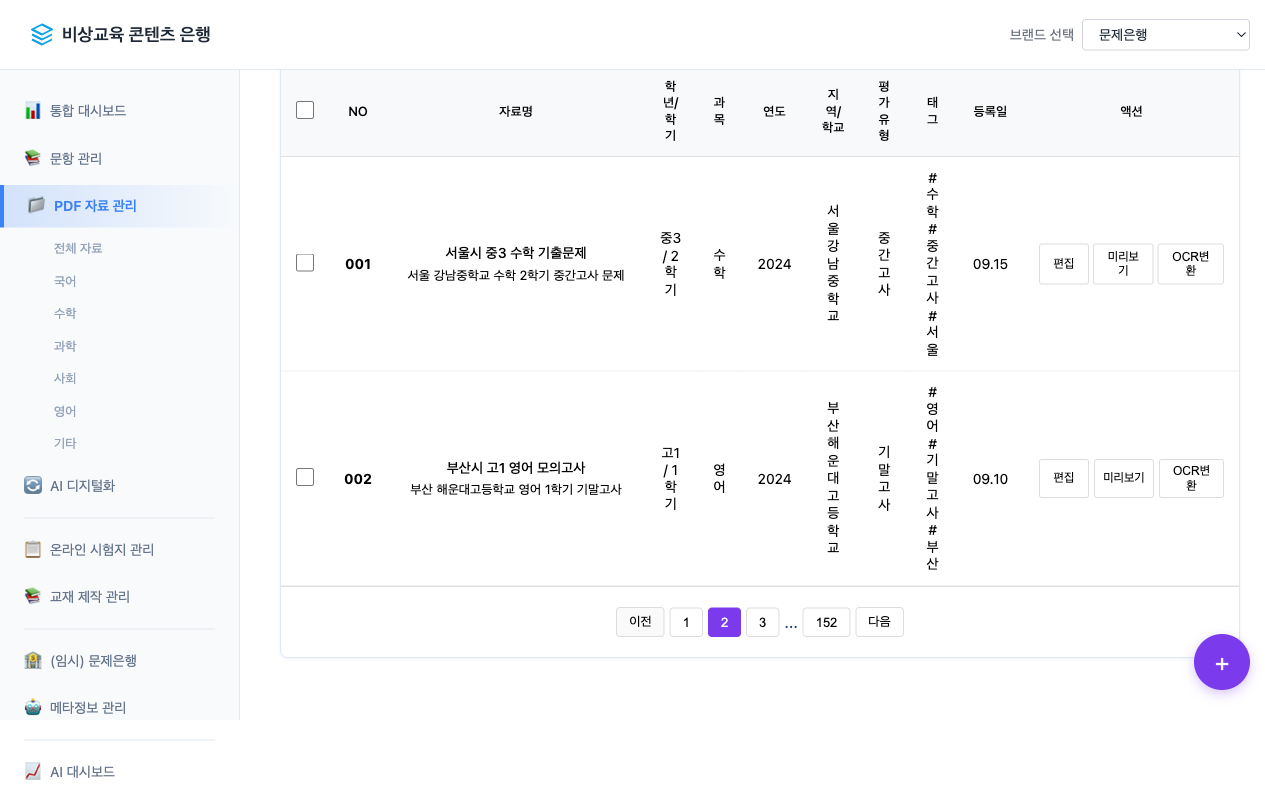 비상교육 콘텐츠 은행
브랜드 선택
문제은행
통합 대시보드
문항 관리
PDF 자료 관리
전체 자료
국어
수학
과학
사회
영어
기타
AI 디지털화
온라인 시험지 관리
교재 제작 관리
(임시) 문제은행
메타정보 관리
AI 대시보드
NO
자료명
학
년/
학
기
과
목
연도
지
역/
학교
평
가
유
형
태
그
등록일
액션
001
서울시 중3 수학 기출문제
서울 강남중학교 수학 2학기 중간고사 문제
중3
/ 2
학
기
수
학
2024
서
울
강
남
중
학
교
중
간
고
사
#
수
학
#
중
간
고
사
#
서
울
09.15
편집
미리보
기
OCR변
환
002
부산시 고1 영어 모의고사
부산 해운대고등학교 영어 1학기 기말고사
고1
/ 1
학
기
영
어
2024
부
산
해
운
대
고
등
학
교
기
말
고
사
#
영
어
#
기
말
고
사
#
부
산
09.10
편집
미리보기
OCR변
환
이전
1
2
3
...
152
다음
+